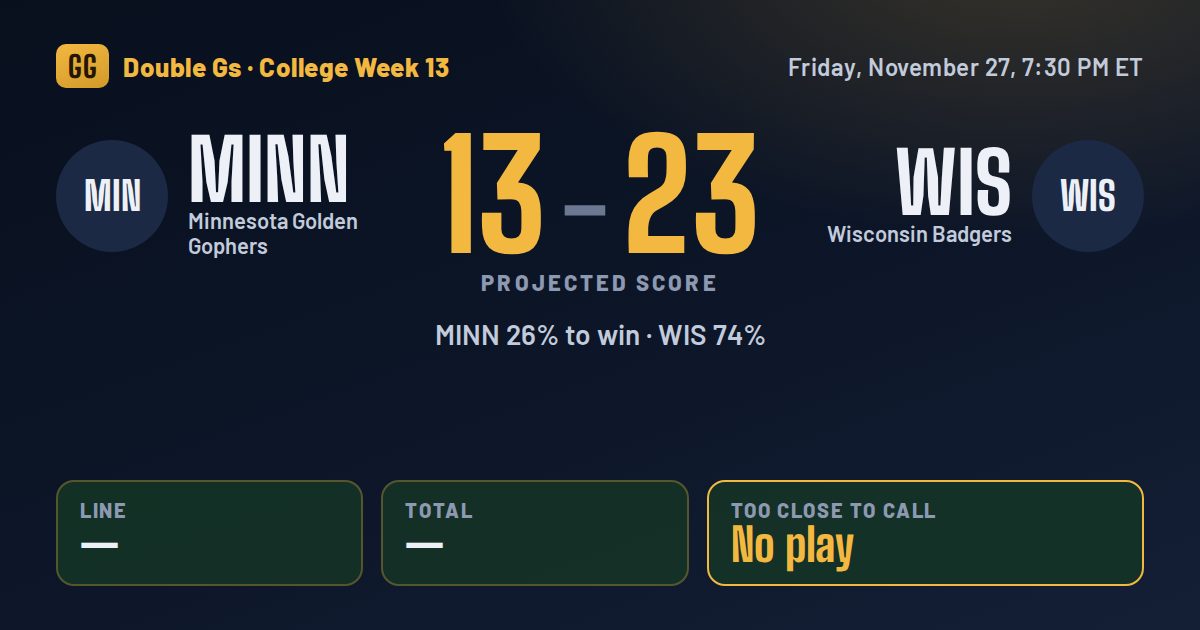 GG
Double Gs · College Week 13
Friday, November 27, 7:30 PM ET
MIN
MINN
Minnesota Golden
Gophers
13 – 23
PROJECTED SCORE
MINN 26% to win · WIS 74%
WIS
Wisconsin Badgers
WIS
LINE
—
TOTAL
—
TOO CLOSE TO CALL
No play